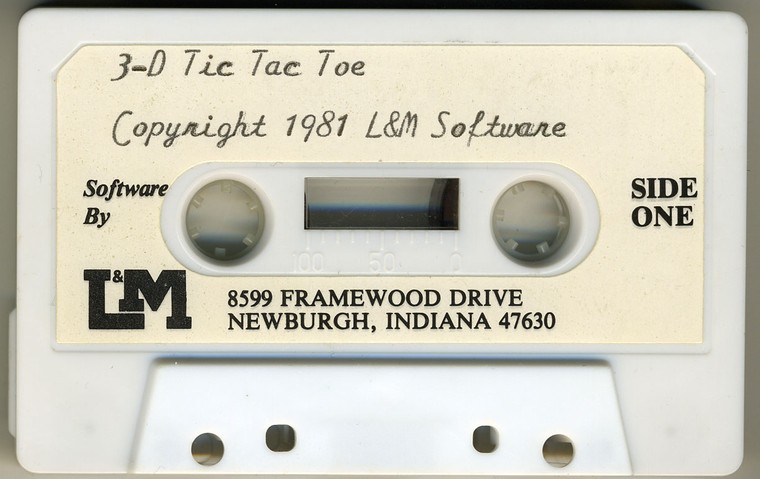 3-D Tic Tac Toe
Copyright 1981 L&M Software
Software
By
SIDE
ONE
100 50 0
L&M
8599 FRAMEWOOD DRIVE
NEWBURGH, INDIANA 47630